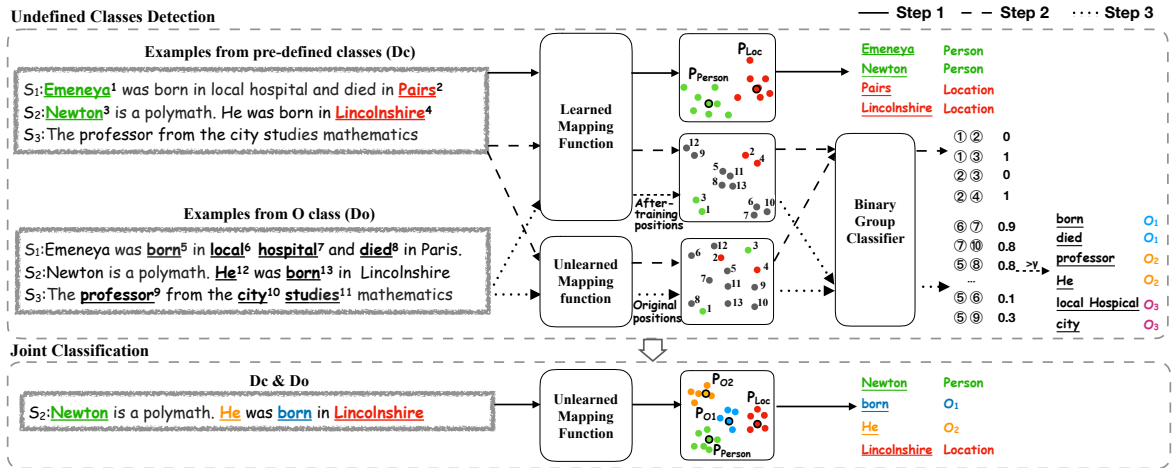 Undefined Classes Detection
Step 1 Step 2 Step 3
Examples from pre-defined classes (Dc)
S₁:Emeneya¹ was born in local hospital and died in Pairs²
S₂:Newton³ is a polymath. He was born in Lincolnshire⁴
S₃:The professor from the city studies mathematics
Examples from O class (Do)
S₁:Emeneya was born⁵ in local⁶ hospital⁷ and died⁸ in Paris.
S₂:Newton is a polymath. He¹² was born¹³ in Lincolnshire
S₃:The professor⁹ from the city¹⁰ studies¹¹ mathematics
Learned
Mapping
Function
Unlearned
Mapping
function
After-
training
positions
Original
positions
P_Loc
P_Person
12
9
2
4
5
11
8
13
3
1
6
10
7
12
6
2
3
5
4
7
11
9
8
13
10
1
Binary
Group
Classifier
Emeneya Person
Newton Person
Pairs Location
Lincolnshire Location
①② 0
①③ 1
②③ 0
②④ 1
⑥⑦ 0.9
⑦⑩ 0.8
⑤⑧ 0.8 >γ
...
⑤⑥ 0.1
⑤⑨ 0.3
born O₁
died O₁
professor O₂
He O₂
local Hospical O₃
city O₃
Joint Classification
Dc & Do
S₂:Newton is a polymath. He was born in Lincolnshire
Unlearned
Mapping
Function
P_O2
P_O1
P_Loc
P_Person
Newton Person
born O₁
He O₂
Lincolnshire Location